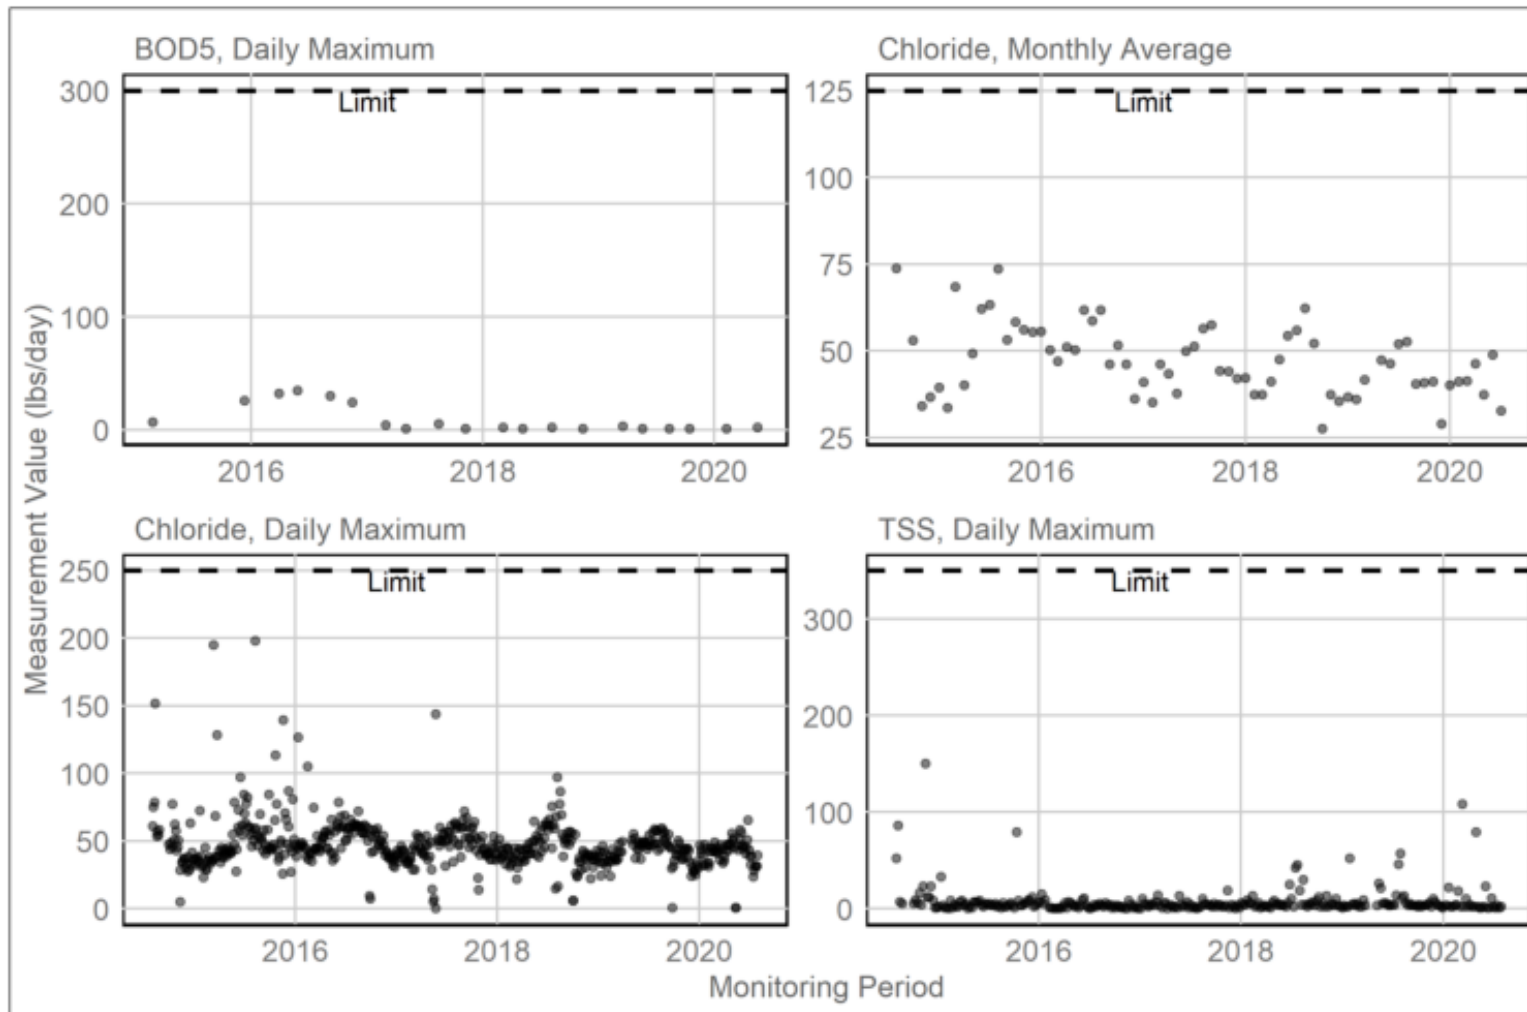 BOD5, Daily Maximum
300
Limit
200
100
0
2016 2018 2020
Chloride, Monthly Average
125
Limit
100
75
50
25
2016 2018 2020
Chloride, Daily Maximum
250
Limit
200
150
100
50
0
2016 2018 2020
TSS, Daily Maximum
Limit
300
200
100
0
2016 2018 2020
Measurement Value (lbs/day)
Monitoring Period